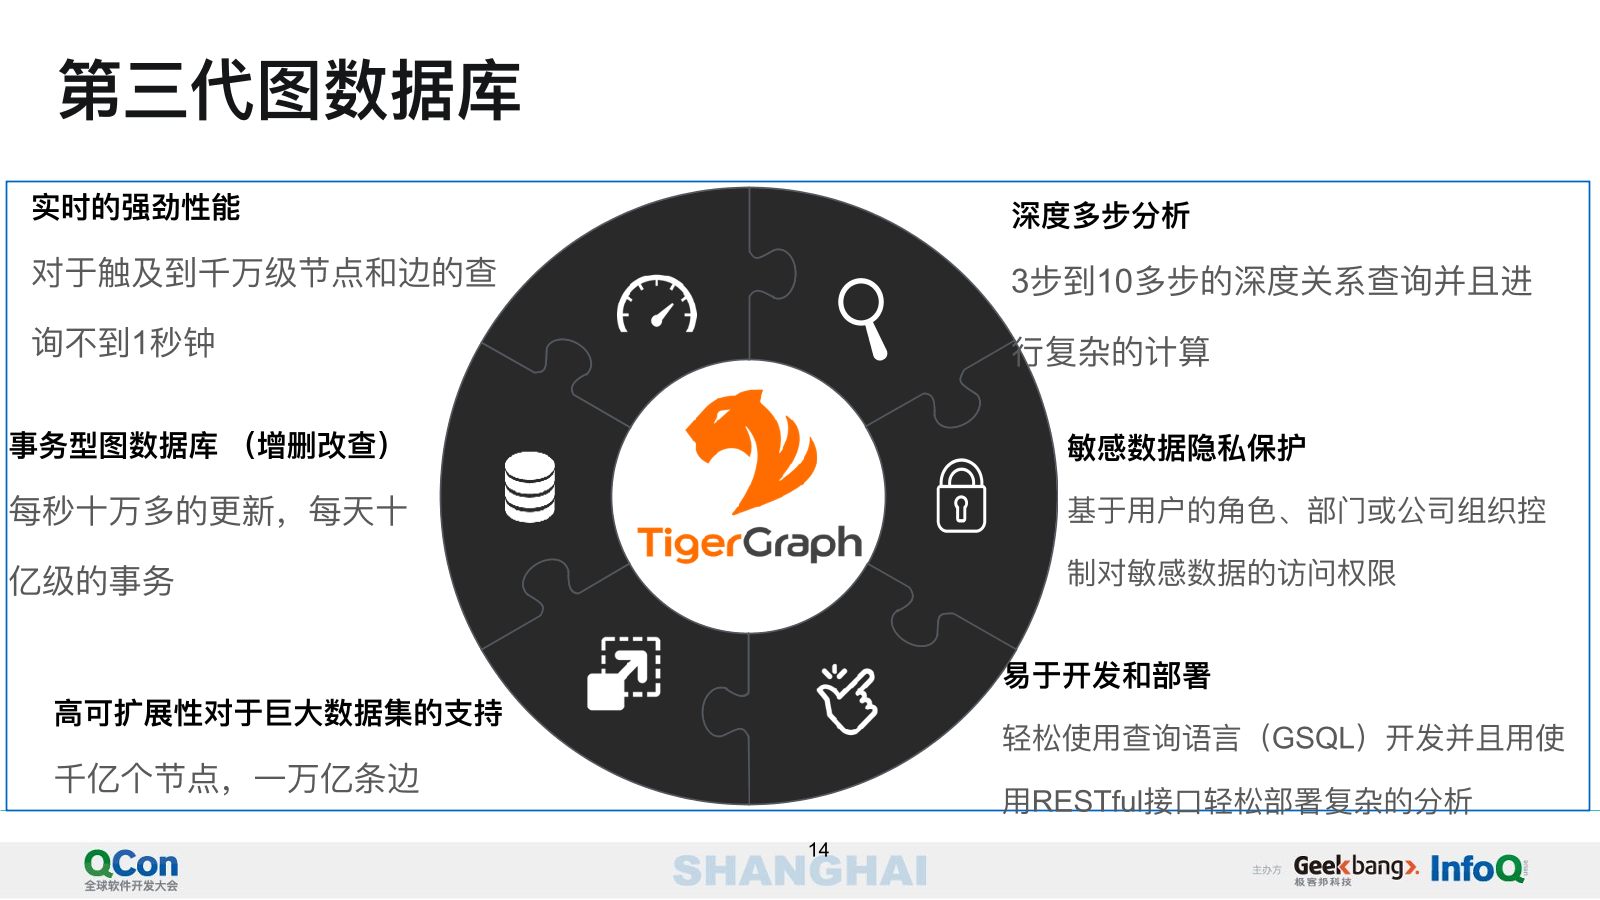 第三代图数据库
实时的强劲性能
对于触及到千万级节点和边的查
询不到1秒钟
事务型图数据库 （增删改查）
每秒十万多的更新，每天十
亿级的事务
高可扩展性对于巨大数据集的支持
千亿个节点，一万亿条边
TigerGraph
深度多步分析
3步到10多步的深度关系查询并且进
行复杂的计算
敏感数据隐私保护
基于用户的角色、部门或公司组织控
制对敏感数据的访问权限
易于开发和部署
轻松使用查询语言（GSQL）开发并且用使
用RESTful接口轻松部署复杂的分析
QCon
全球软件开发大会
14
SHANGHAI
主办方
Geekbang>.
极客邦科技
InfoQ